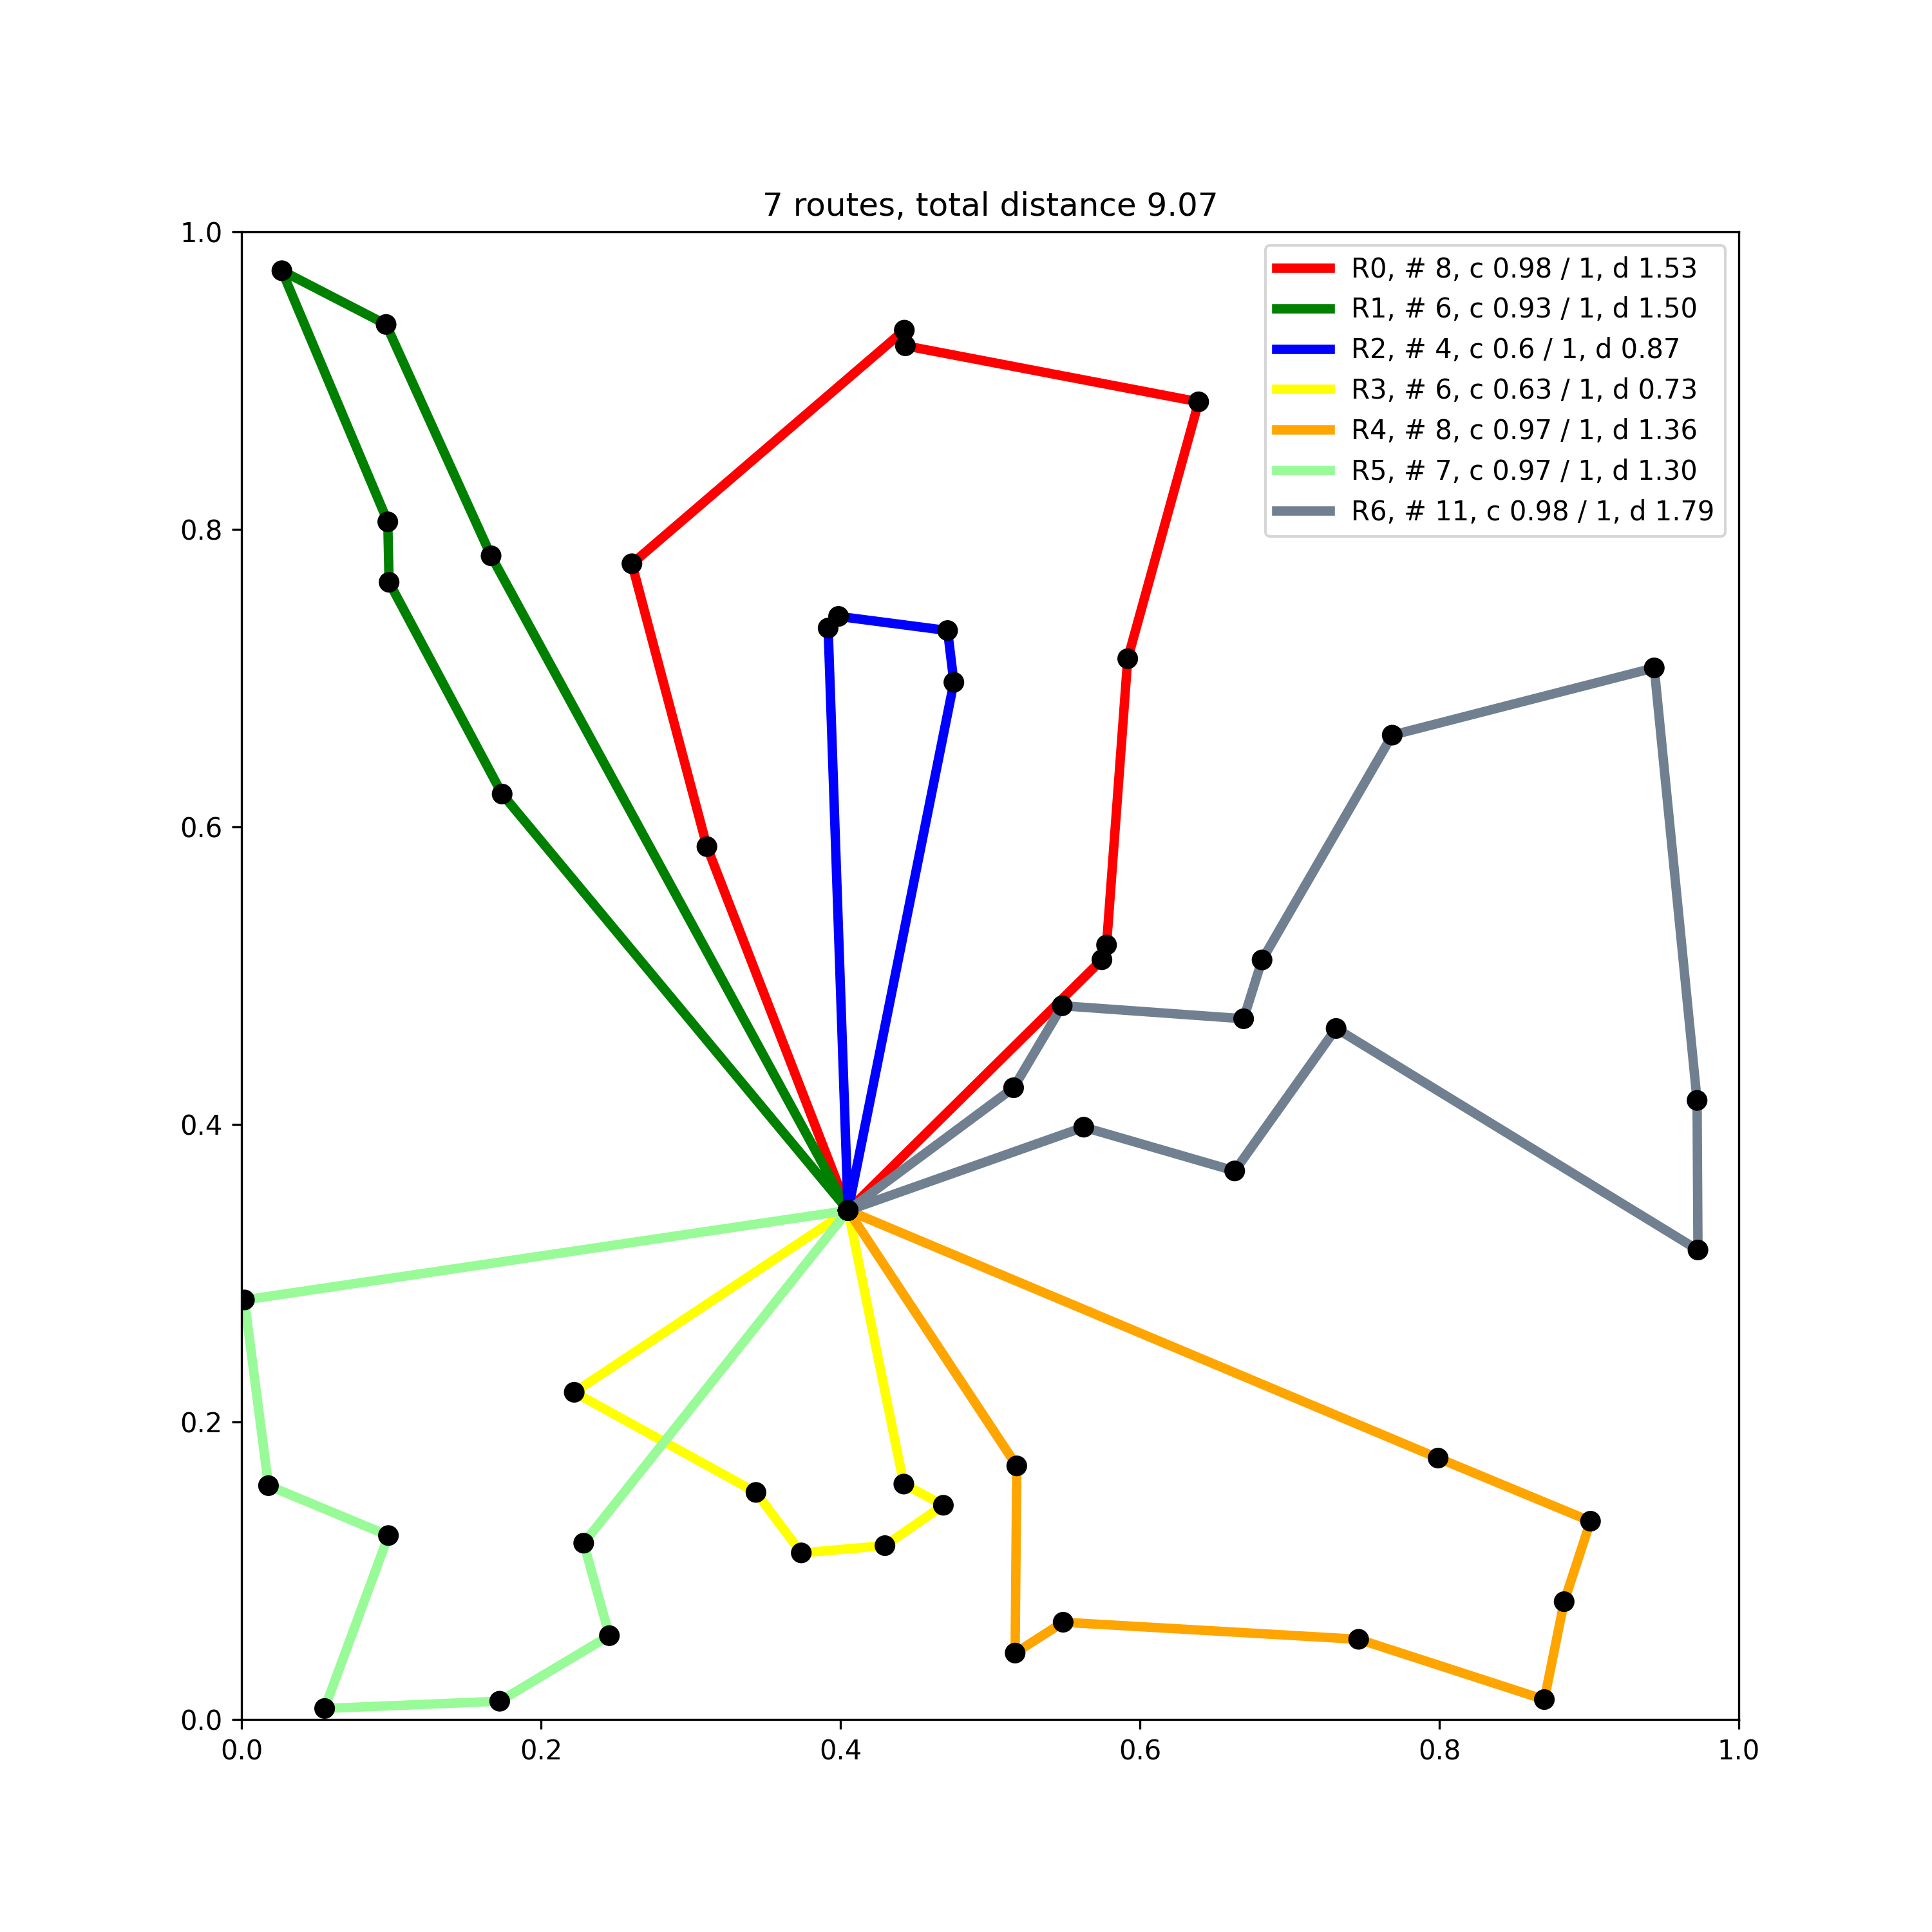 7 routes, total distance 9.07
1.0
R0, # 8, c 0.98 / 1, d 1.53
R1, # 6, c 0.93 / 1, d 1.50
R2, # 4, c 0.6 / 1, d 0.87
R3, # 6, c 0.63 / 1, d 0.73
R4, # 8, c 0.97 / 1, d 1.36
R5, # 7, c 0.97 / 1, d 1.30
R6, # 11, c 0.98 / 1, d 1.79
0.8
0.6
0.4
0.2
0.0
0.0 0.2 0.4 0.6 0.8 1.0